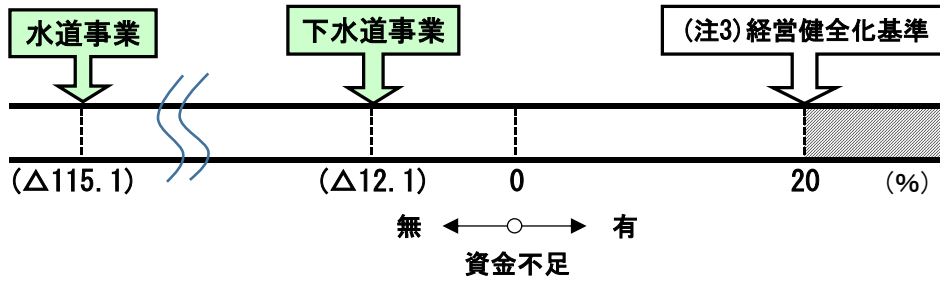 水道事業
下水道事業
(注3)経営健全化基準
(△115.1)
(△12.1)
0
20
(%)
無
有
資金不足